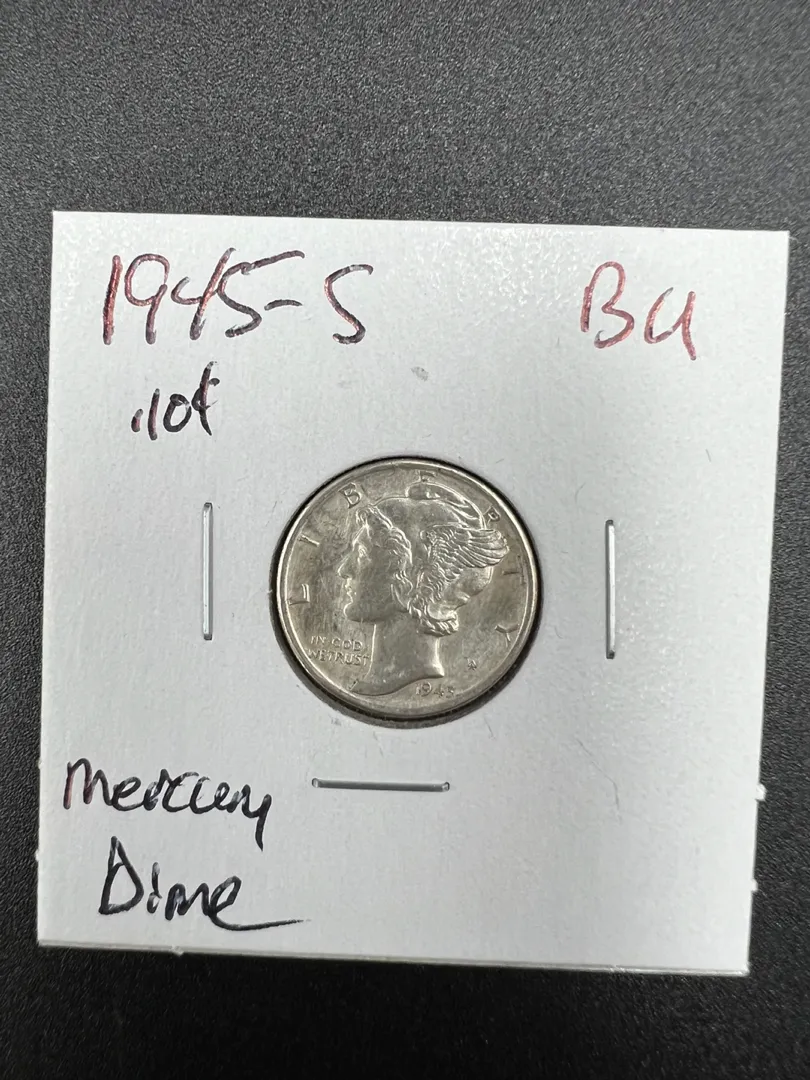 1945-S BU
.10¢
LIBERTY
IN GOD
WE TRUST
1945
Mercury
Dime